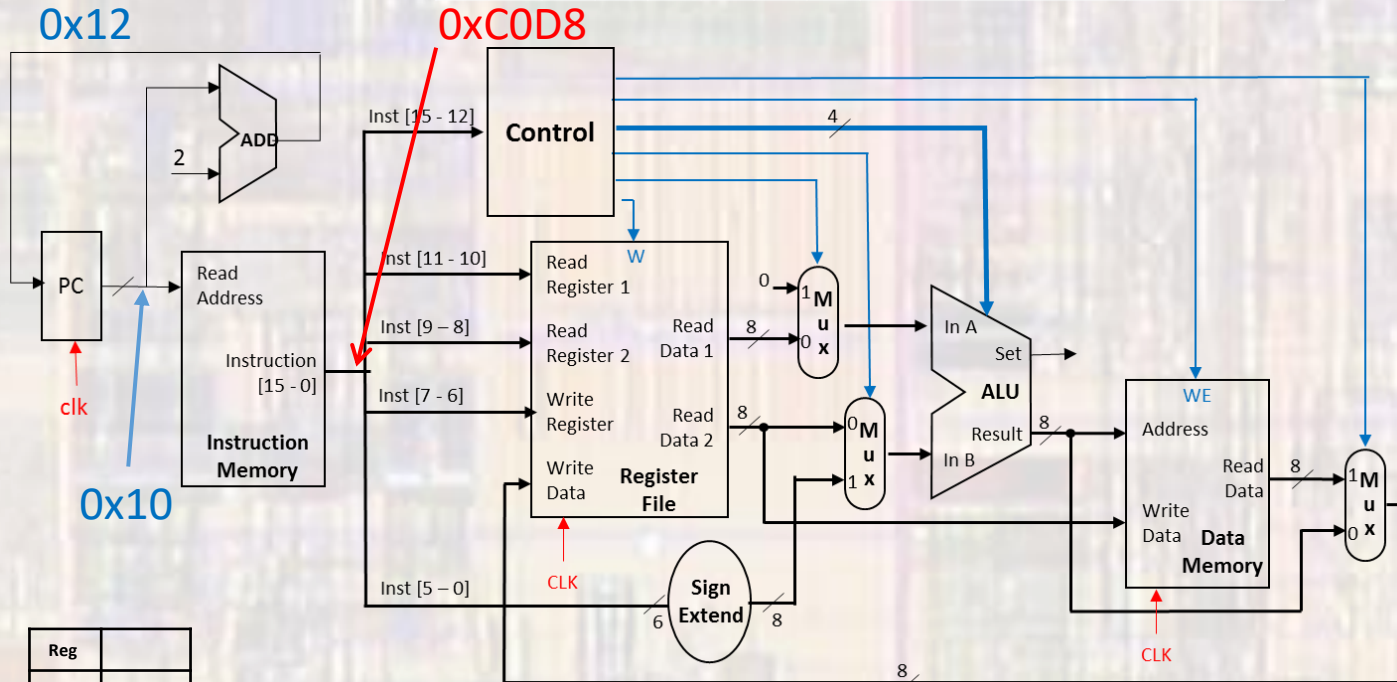 0x12
0xC0D8
Inst [15 - 12]
Control
4
ADD
2
PC
clk
0x10
Read
Address
Instruction
[15 - 0]
Instruction
Memory
Inst [11 - 10]
Inst [9 – 8]
Inst [7 - 6]
Inst [5 – 0]
W
Read
Register 1
Read
Register 2
Write
Register
Write
Data
Read
Data 1
Read
Data 2
Register
File
CLK
8
8
0
1
0
M
u
x
0
1
M
u
x
In A
Set
ALU
Result
In B
8
Sign
Extend
6
8
WE
Address
Read
Data
Write
Data
Data
Memory
CLK
8
1
0
M
u
x
8
Reg